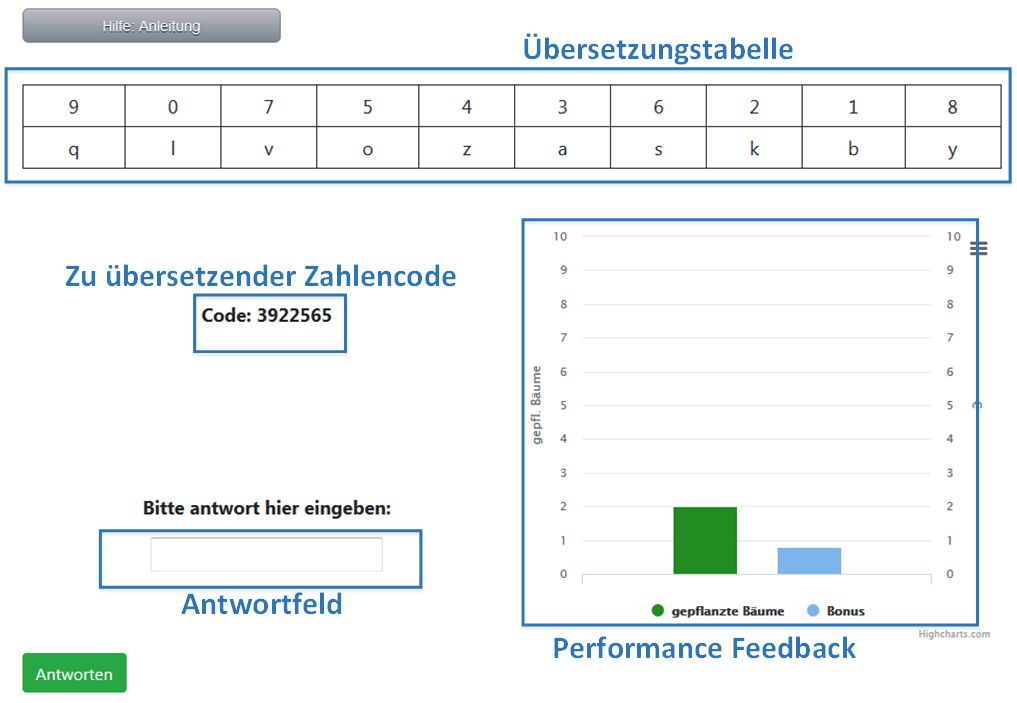 Hilfe: Anleitung
Übersetzungstabelle
9 0 7 5 4 3 6 2 1 8
q l v o z a s k b y
Zu übersetzender Zahlencode
Code: 3922565
Bitte antwort hier eingeben:
Antwortfeld
Antworten
10 10
9 9
8 8
7 7
6 6
5 5
4 4
3 3
2 2
1 1
0 0
gepfl. Bäume
€
gepflanzte Bäume Bonus
Highcharts.com
Performance Feedback